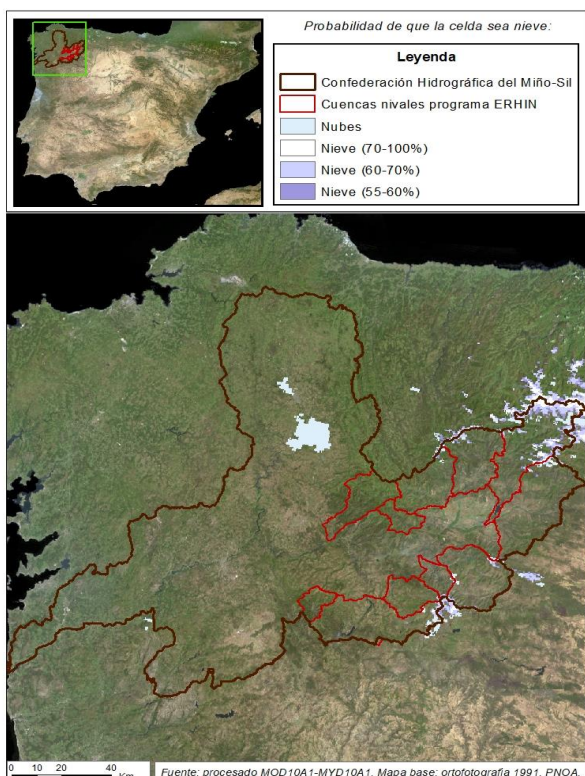 Probabilidad de que la celda sea nieve:
Leyenda
Confederación Hidrográfica del Miño-Sil
Cuencas nivales programa ERHIN
Nubes
Nieve (70-100%)
Nieve (60-70%)
Nieve (55-60%)
0 10 20 40
Km
Fuente: procesado MOD10A1-MYD10A1. Mapa base: ortofotografía 1991, PNOA